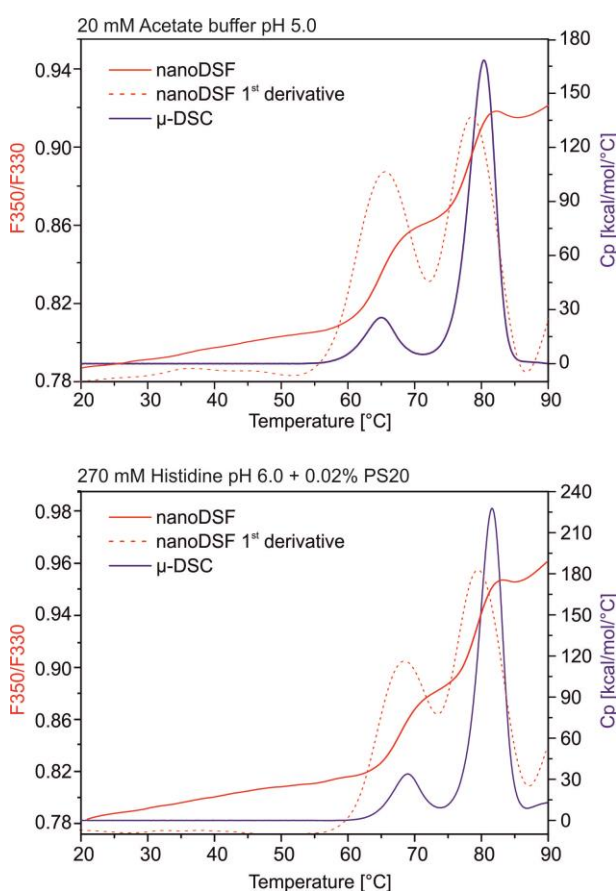 20 mM Acetate buffer pH 5.0
nanoDSF
nanoDSF 1st derivative
µ-DSC
F350/F330
0.94
0.90
0.86
0.82
0.78
Cp [kcal/mol/°C]
180
150
120
90
60
30
0
20 30 40 50 60 70 80 90
Temperature [°C]
270 mM Histidine pH 6.0 + 0.02% PS20
nanoDSF
nanoDSF 1st derivative
µ-DSC
F350/F330
0.98
0.96
0.94
0.90
0.86
0.82
0.78
Cp [kcal/mol/°C]
240
210
180
150
120
90
60
30
0
20 30 40 50 60 70 80 90
Temperature [°C]